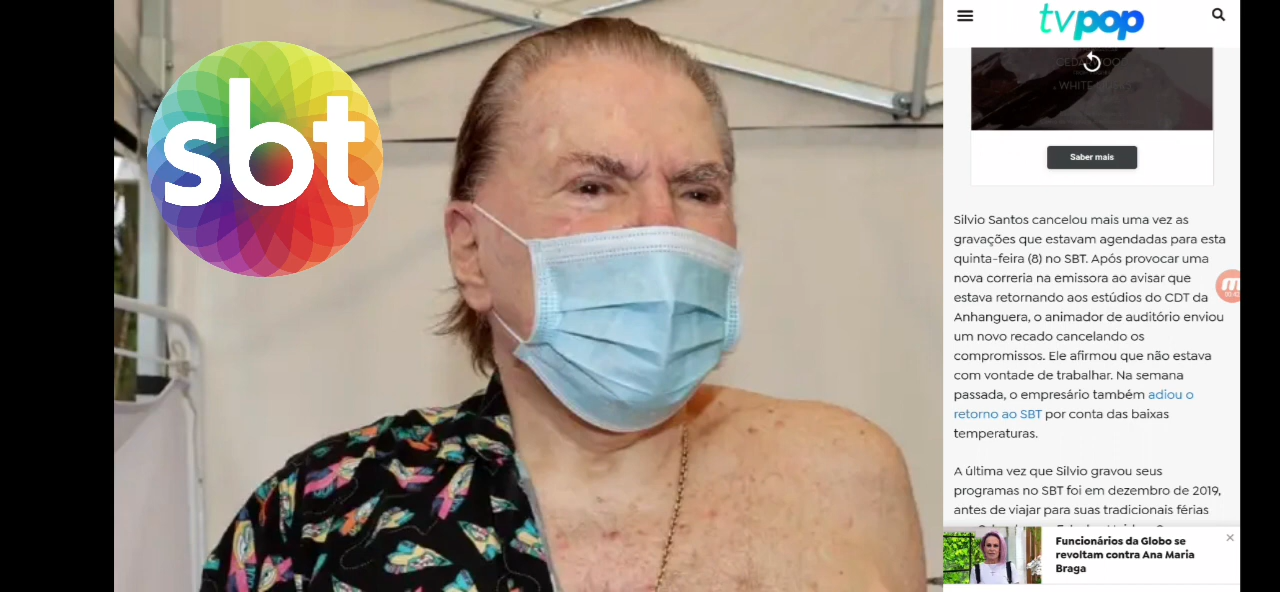 sbt
tvpop
Saber mais
Silvio Santos cancelou mais uma vez as
gravações que estavam agendadas para esta
quinta-feira (8) no SBT. Após provocar uma
nova correria na emissora ao avisar que
estava retornando aos estúdios do CDT da
Anhanguera, o animador de auditório enviou
um novo recado cancelando os
compromissos. Ele afirmou que não estava
com vontade de trabalhar. Na semana
passada, o empresário também adiou o
retorno ao SBT por conta das baixas
temperaturas.
A última vez que Silvio gravou seus
programas no SBT foi em dezembro de 2019,
antes de viajar para suas tradicionais férias
Funcionários da Globo se
revoltam contra Ana Maria
Braga